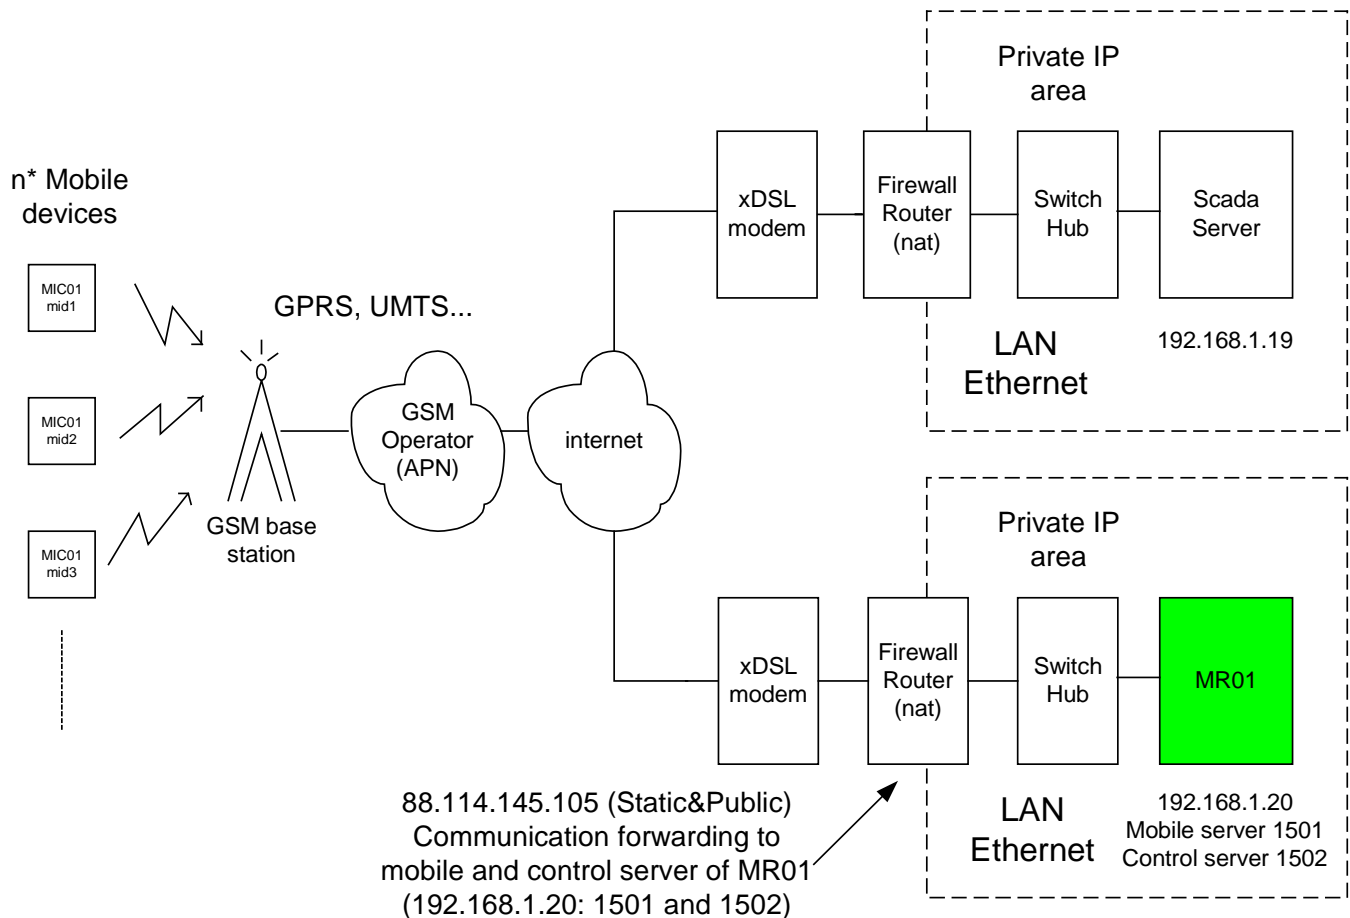 Private IP
area
n* Mobile
devices
xDSL
modem
Firewall
Router
(nat)
Switch
Hub
Scada
Server
MIC01
mid1
GPRS, UMTS...
LAN
Ethernet
192.168.1.19
MIC01
mid2
GSM
Operator
(APN)
internet
GSM base
station
Private IP
area
MIC01
mid3
xDSL
modem
Firewall
Router
(nat)
Switch
Hub
MR01
88.114.145.105 (Static&Public)
Communication forwarding to
mobile and control server of MR01
(192.168.1.20: 1501 and 1502)
LAN
Ethernet
192.168.1.20
Mobile server 1501
Control server 1502